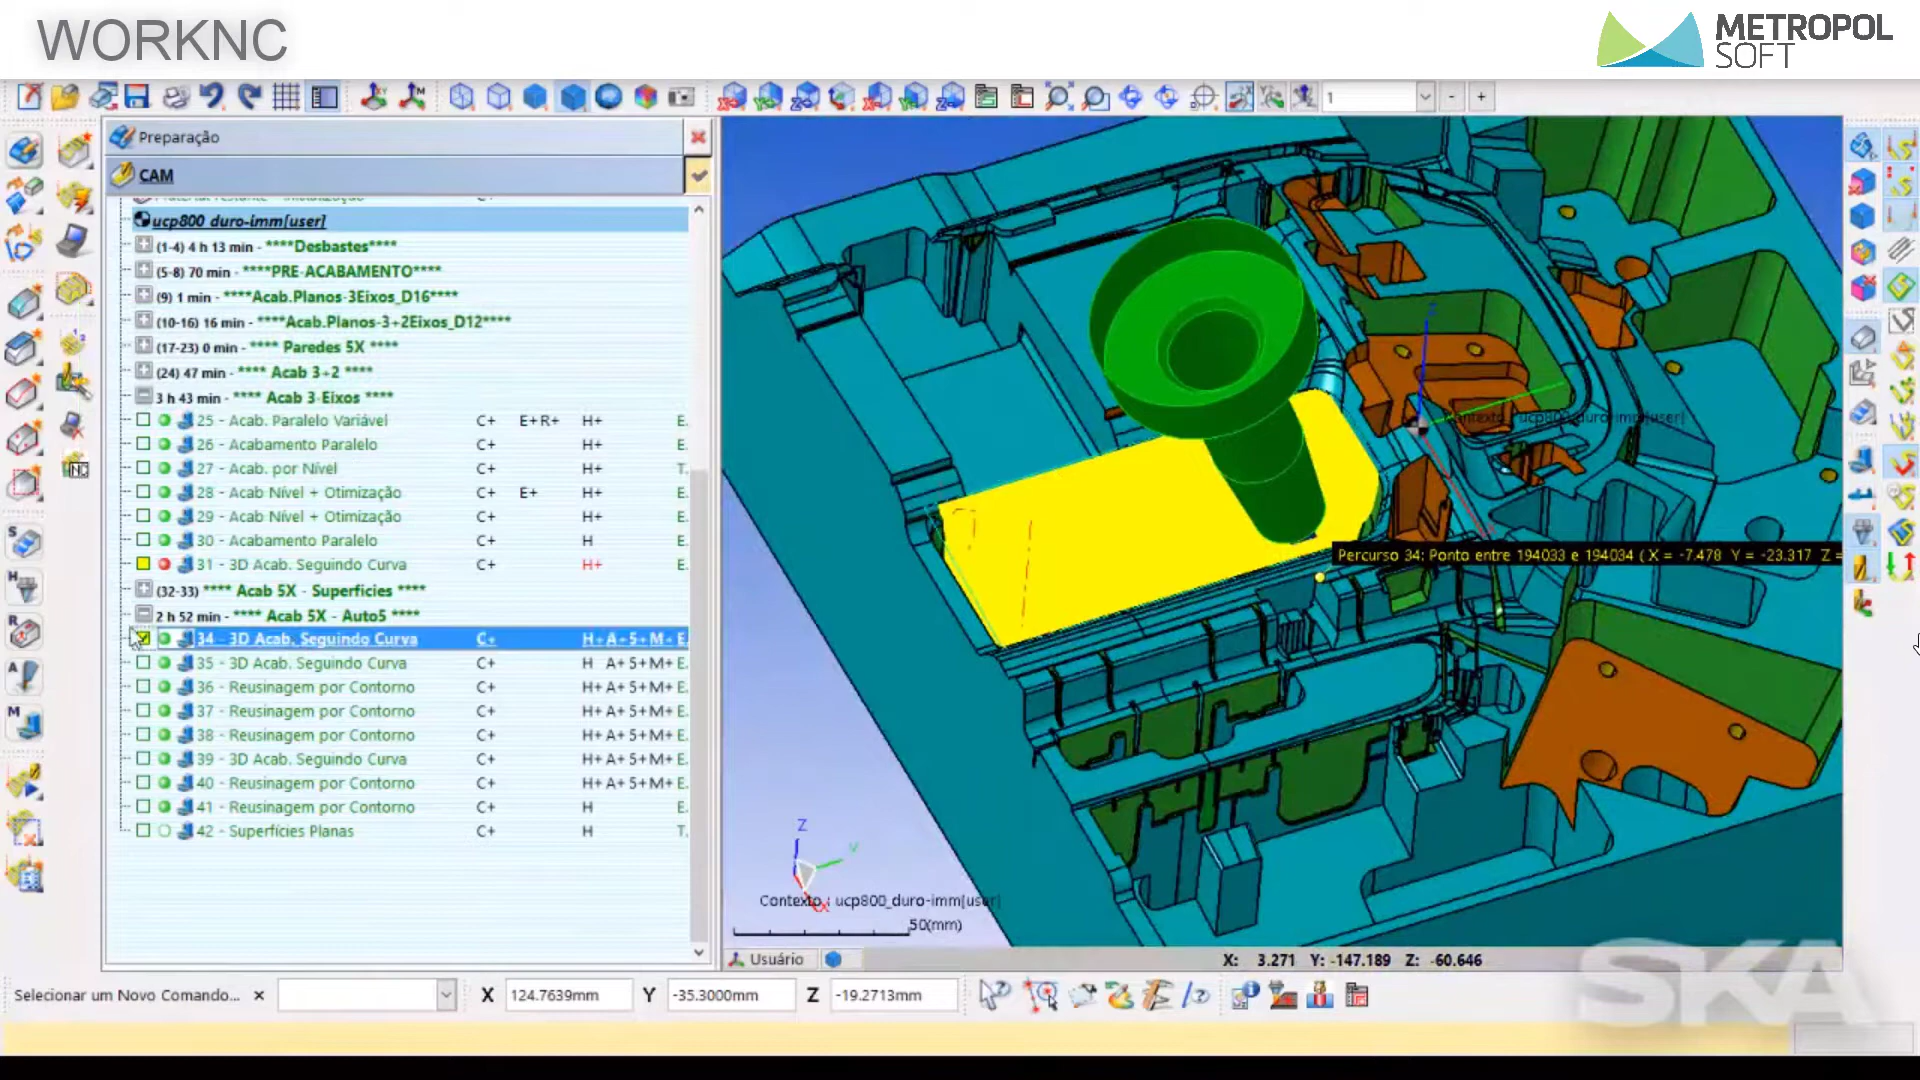 WORKNC
METROPOL
SOFT
1
- +
Preparação
CAM
ucp800 duro-imm[user]
(1-4) 4 h 13 min - ****Desbastes****
(5-8) 70 min - ****PRE-ACABAMENTO****
(9) 1 min - ****Acab.Planos-3Eixos_D16****
(10-16) 16 min - ****Acab.Planos-3+2Eixos_D12****
(17-23) 0 min - **** Paredes 5X ****
(24) 47 min - **** Acab 3+2 ****
3 h 43 min - **** Acab 3-Eixos ****
25 - Acab. Paralelo Variável C+ E+R+ H+ E.
26 - Acabamento Paralelo C+ H+ E.
27 - Acab. por Nível C+ H+ T.
28 - Acab Nível + Otimização C+ E+ H+ E.
29 - Acab Nível + Otimização C+ H+ E.
30 - Acabamento Paralelo C+ H E.
31 - 3D Acab. Seguindo Curva C+ H+ E.
(32-33) **** Acab 5X - Superfícies ****
2 h 52 min - **** Acab 5X - Auto5 ****
34 - 3D Acab. Seguindo Curva C+ H+ A+5+M+ E.
35 - 3D Acab. Seguindo Curva C+ H A+5+M+ E.
36 - Reusinagem por Contorno C+ H+ A+5+M+ E.
37 - Reusinagem por Contorno C+ H+ A+5+M+ E.
38 - Reusinagem por Contorno C+ H+ A+5+M+ E.
39 - 3D Acab. Seguindo Curva C+ H+ A+5+M+ E.
40 - Reusinagem por Contorno C+ H+ A+5+M+ E.
41 - Reusinagem por Contorno C+ H E.
42 - Superfícies Planas C+ H T.
Z
Contexto : ucp800_duro-imm[user]
Percurso 34: Ponto entre 194033 e 194034 ( X = -7.478 Y = -23.317 Z =
Z
Y
X
Contexto : ucp800_duro-imm[user]
50(mm)
Usuário
X: 3.271 Y: -147.189 Z: -60.646
Selecionar um Novo Comando...
X 124.7639mm Y -35.3000mm Z -19.2713mm
SKA